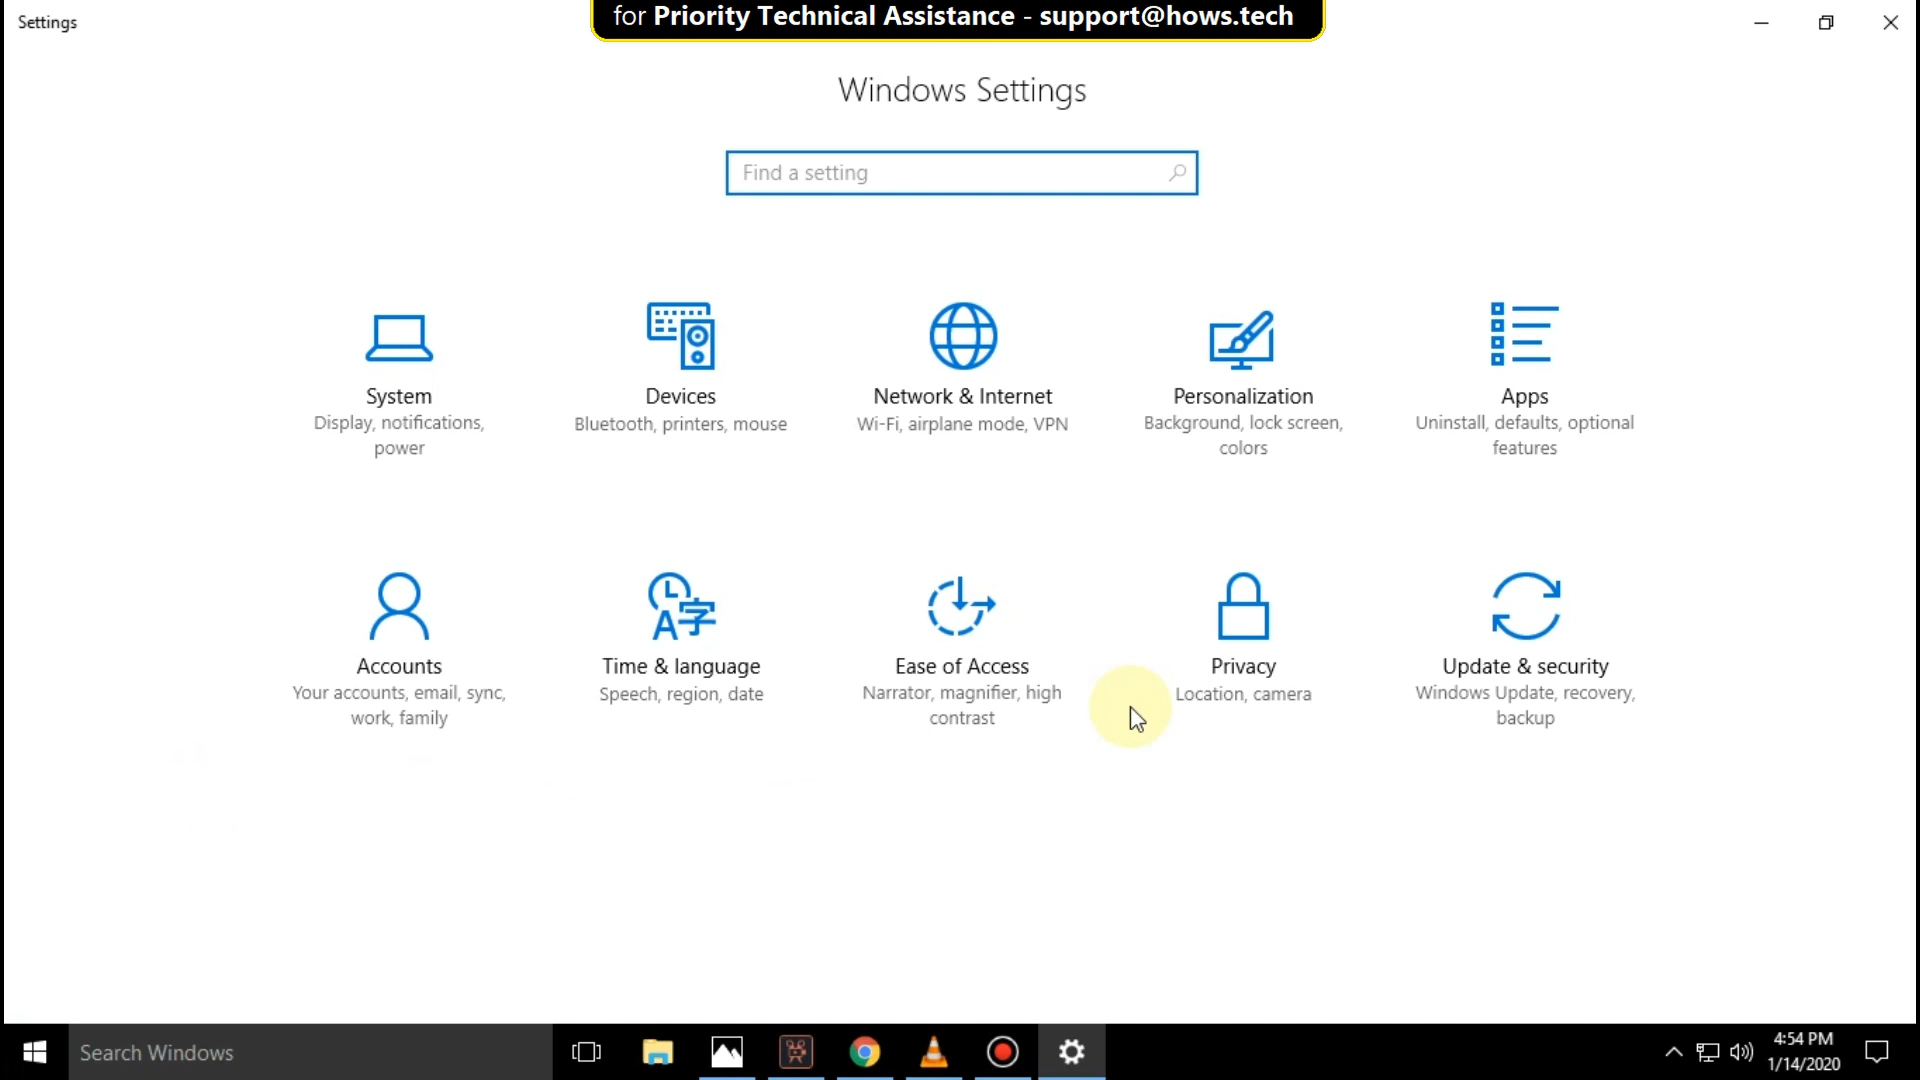 for Priority Technical Assistance - support@hows.tech
Settings
Windows Settings
Find a setting
System
Display, notifications,
power
Devices
Bluetooth, printers, mouse
Network & Internet
Wi-Fi, airplane mode, VPN
Personalization
Background, lock screen,
colors
Apps
Uninstall, defaults, optional
features
Accounts
Your accounts, email, sync,
work, family
Time & language
Speech, region, date
Ease of Access
Narrator, magnifier, high
contrast
Privacy
Location, camera
Update & security
Windows Update, recovery,
backup
Search Windows
4:54 PM
1/14/2020